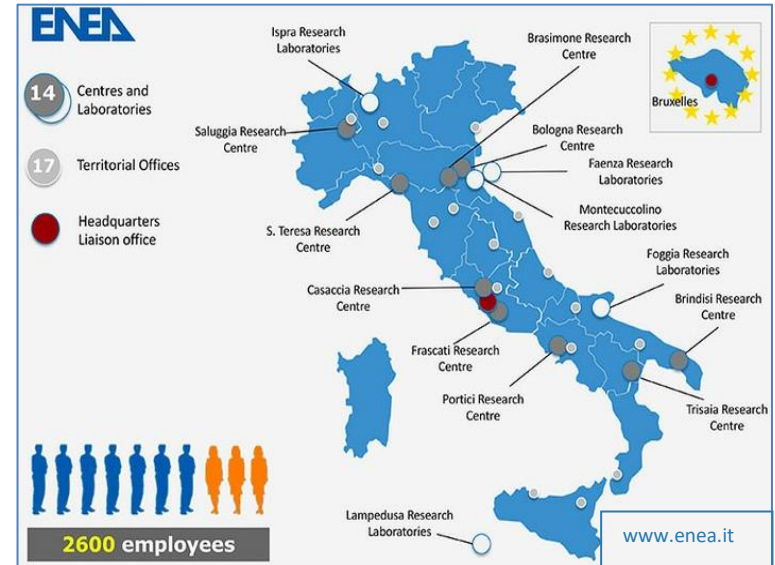 ENEA
14
Centres and
Laboratories
17
Territorial Offices
Headquarters
Liaison office
Ispra Research
Laboratories
Brasimone Research
Centre
Bruxelles
Saluggia Research
Centre
Bologna Research
Centre
Faenza Research
Laboratories
S. Teresa Research
Centre
Montecuccolino
Research Laboratories
Foggia Research
Laboratories
Casaccia Research
Centre
Brindisi Research
Centre
Frascati Research
Centre
Portici Research
Centre
Trisaia Research
Centre
Lampedusa Research
Laboratories
2600 employees
www.enea.it